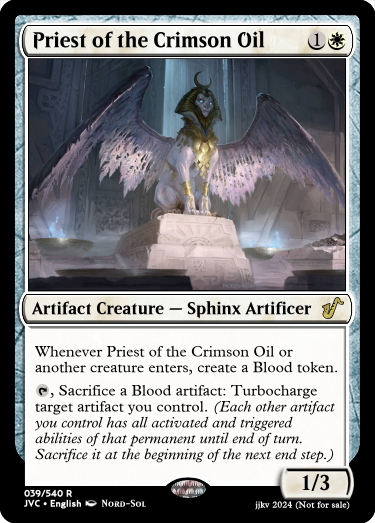 Priest of the Crimson Oil 1
Artifact Creature — Sphinx Artificer
Whenever Priest of the Crimson Oil or
another creature enters, create a Blood token.
, Sacrifice a Blood artifact: Turbocharge
target artifact you control. (Each other artifact
you control has all activated and triggered
abilities of that permanent until end of turn.
Sacrifice it at the beginning of the next end step.)
1/3
039/540 R
JVC • English Nord-Sol
jjkv 2024 (Not for sale)